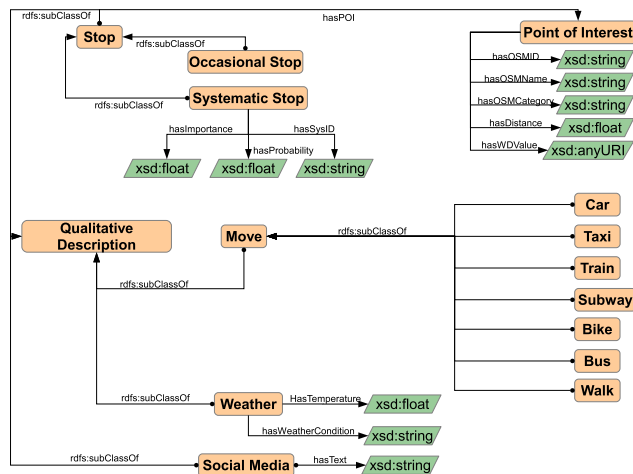 hasPOI
rdfs:subClassOf
Stop
rdfs:subClassOf
Point of Interest
Occasional Stop
hasOSMID
xsd:string
hasOSMName
xsd:string
rdfs:subClassOf
Systematic Stop
hasOSMCategory
xsd:string
hasImportance
hasSysID
hasDistance
xsd:float
hasProbability
hasWDValue
xsd:anyURI
xsd:float
xsd:float
xsd:string
Car
Qualitative
Description
Move
rdfs:subClassOf
Taxi
Train
rdfs:subClassOf
Subway
Bike
Bus
rdfs:subClassOf
Weather
HasTemperature
xsd:float
Walk
hasWeatherCondition
xsd:string
rdfs:subClassOf
Social Media
hasText
xsd:string